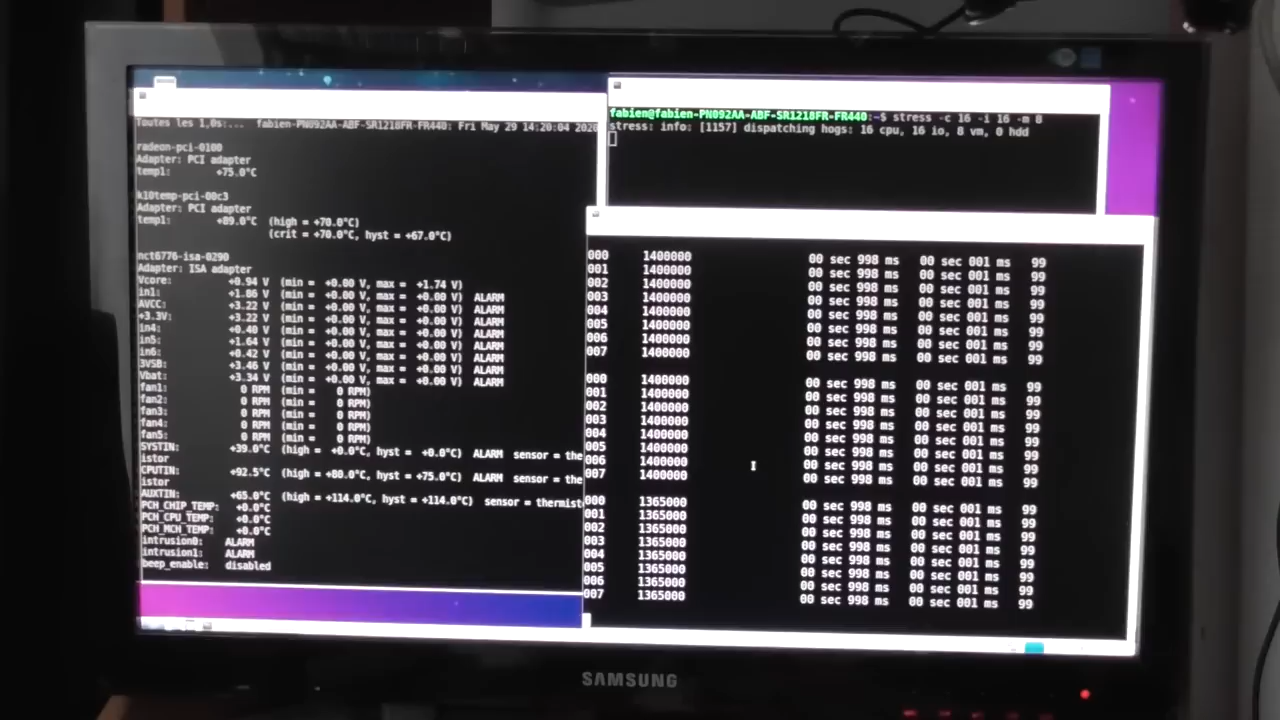 Toutes les 1,0s:... fabien@fabien-PN092AA-ABF-SR1218FR-FR440: Fri May 29 14:20:04 2020
radeon-pci-0100
Adapter: PCI adapter
temp1: +75.0°C
k10temp-pci-00c3
Adapter: PCI adapter
temp1: +89.0°C (high = +70.0°C)
(crit = +70.0°C, hyst = +67.0°C)
nct6776-isa-0290
Adapter: ISA adapter
Vcore: +0.94 V (min = +0.00 V, max = +1.74 V)
in1: +1.86 V (min = +0.00 V, max = +0.00 V) ALARM
AVCC: +3.22 V (min = +0.00 V, max = +0.00 V) ALARM
+3.3V: +3.22 V (min = +0.00 V, max = +0.00 V) ALARM
in4: +0.40 V (min = +0.00 V, max = +0.00 V) ALARM
in5: +1.64 V (min = +0.00 V, max = +0.00 V) ALARM
in6: +0.42 V (min = +0.00 V, max = +0.00 V) ALARM
3VSB: +3.46 V (min = +0.00 V, max = +0.00 V) ALARM
Vbat: +3.34 V (min = +0.00 V, max = +0.00 V) ALARM
fan1: 0 RPM (min = 0 RPM)
fan2: 0 RPM (min = 0 RPM)
fan3: 0 RPM (min = 0 RPM)
fan4: 0 RPM (min = 0 RPM)
fan5: 0 RPM (min = 0 RPM)
SYSTIN: +39.0°C (high = +0.0°C, hyst = +0.0°C) ALARM sensor = the
istor
CPUTIN: +92.5°C (high = +80.0°C, hyst = +75.0°C) ALARM sensor = the
istor
AUXTIN: +65.0°C (high = +114.0°C, hyst = +114.0°C) sensor = thermist
PCH_CHIP_TEMP: +0.0°C
PCH_CPU_TEMP: +0.0°C
PCH_MCH_TEMP: +0.0°C
intrusion0: ALARM
intrusion1: ALARM
beep_enable: disabled
fabien@fabien-PN092AA-ABF-SR1218FR-FR440:~$ stress -c 16 -i 16 -m 8
stress: info: [1157] dispatching hogs: 16 cpu, 16 io, 8 vm, 0 hdd
000 1400000 00 sec 998 ms 00 sec 001 ms 99
001 1400000 00 sec 998 ms 00 sec 001 ms 99
002 1400000 00 sec 998 ms 00 sec 001 ms 99
003 1400000 00 sec 998 ms 00 sec 001 ms 99
004 1400000 00 sec 998 ms 00 sec 001 ms 99
005 1400000 00 sec 998 ms 00 sec 001 ms 99
006 1400000 00 sec 998 ms 00 sec 001 ms 99
007 1400000 00 sec 998 ms 00 sec 001 ms 99
000 1400000 00 sec 998 ms 00 sec 001 ms 99
001 1400000 00 sec 998 ms 00 sec 001 ms 99
002 1400000 00 sec 998 ms 00 sec 001 ms 99
003 1400000 00 sec 998 ms 00 sec 001 ms 99
004 1400000 00 sec 998 ms 00 sec 001 ms 99
005 1400000 00 sec 998 ms 00 sec 001 ms 99
006 1400000 00 sec 998 ms 00 sec 001 ms 99
007 1400000 00 sec 998 ms 00 sec 001 ms 99
000 1365000 00 sec 998 ms 00 sec 001 ms 99
001 1365000 00 sec 998 ms 00 sec 001 ms 99
002 1365000 00 sec 998 ms 00 sec 001 ms 99
003 1365000 00 sec 998 ms 00 sec 001 ms 99
004 1365000 00 sec 998 ms 00 sec 001 ms 99
005 1365000 00 sec 998 ms 00 sec 001 ms 99
006 1365000 00 sec 998 ms 00 sec 001 ms 99
007 1365000 00 sec 998 ms 00 sec 001 ms 99
SAMSUNG